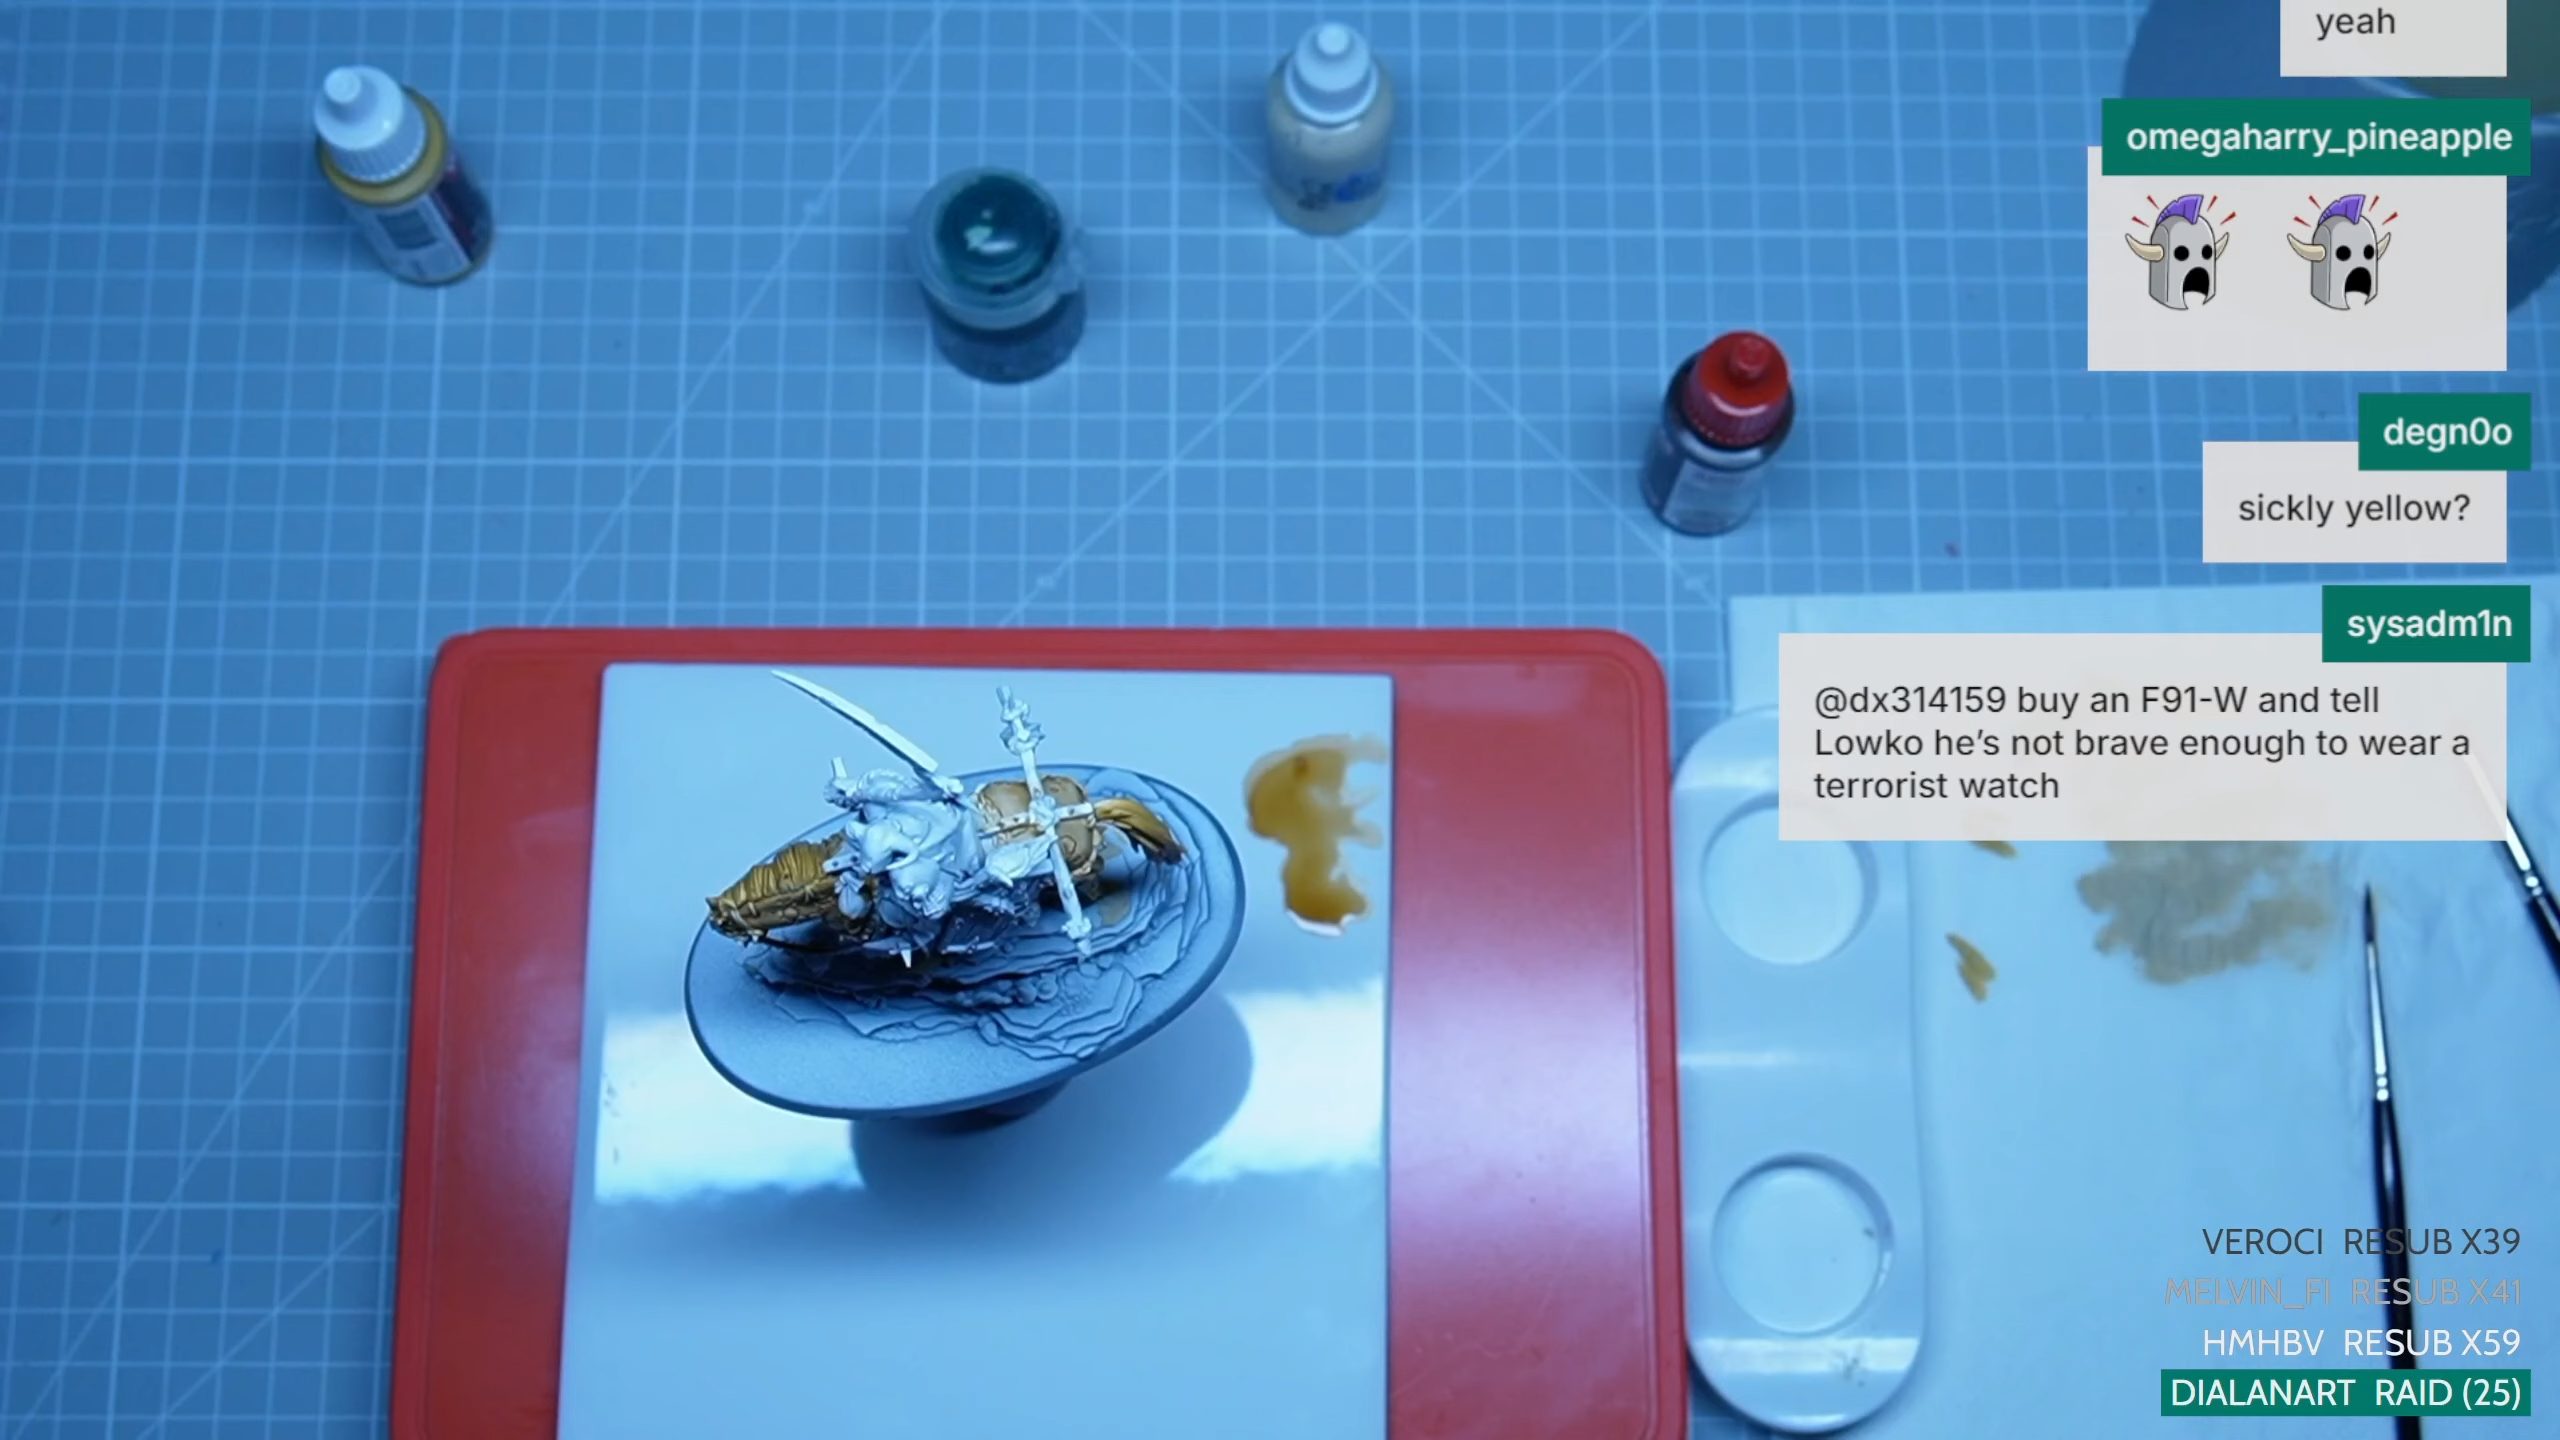 yeah
omegaharry_pineapple
degn0o
sickly yellow?
sysadm1n
@dx314159 buy an F91-W and tell
Lowko he's not brave enough to wear a
terrorist watch
VEROCI RESUB X39
MELVIN_FI RESUB X41
HMHBV RESUB X59
DIALANART RAID (25)